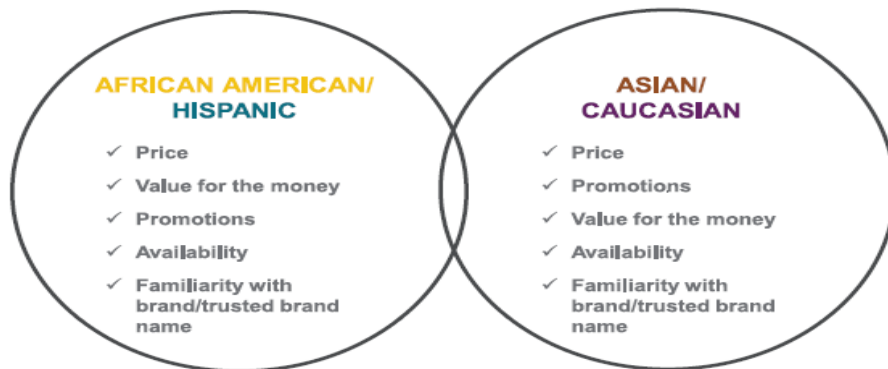 AFRICAN AMERICAN/
HISPANIC
✓ Price
✓ Value for the money
✓ Promotions
✓ Availability
✓ Familiarity with
brand/trusted brand
name
ASIAN/
CAUCASIAN
✓ Price
✓ Promotions
✓ Value for the money
✓ Availability
✓ Familiarity with
brand/trusted brand
name